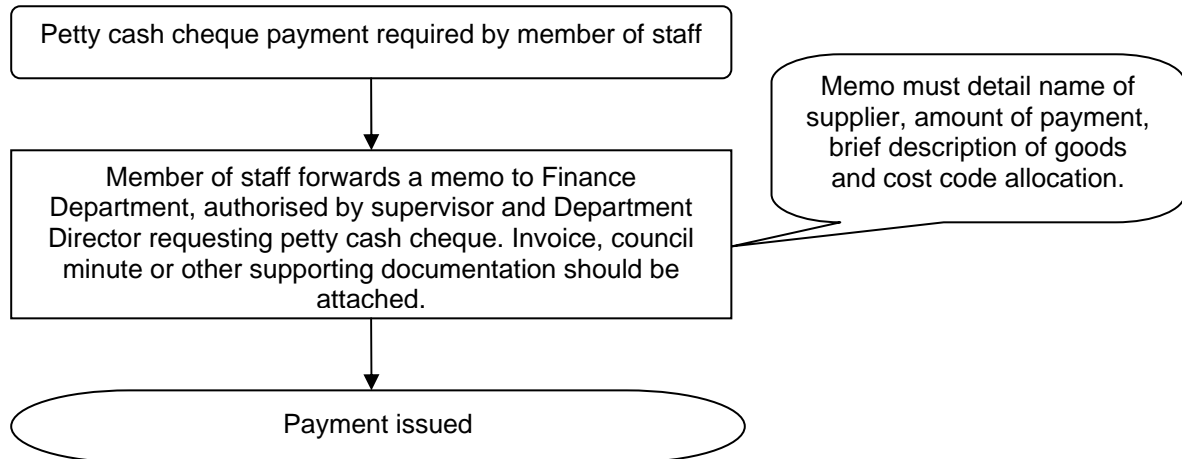 Petty cash cheque payment required by member of staff
Memo must detail name of
supplier, amount of payment,
brief description of goods
and cost code allocation.
Member of staff forwards a memo to Finance
Department, authorised by supervisor and Department
Director requesting petty cash cheque. Invoice, council
minute or other supporting documentation should be
attached.
Payment issued